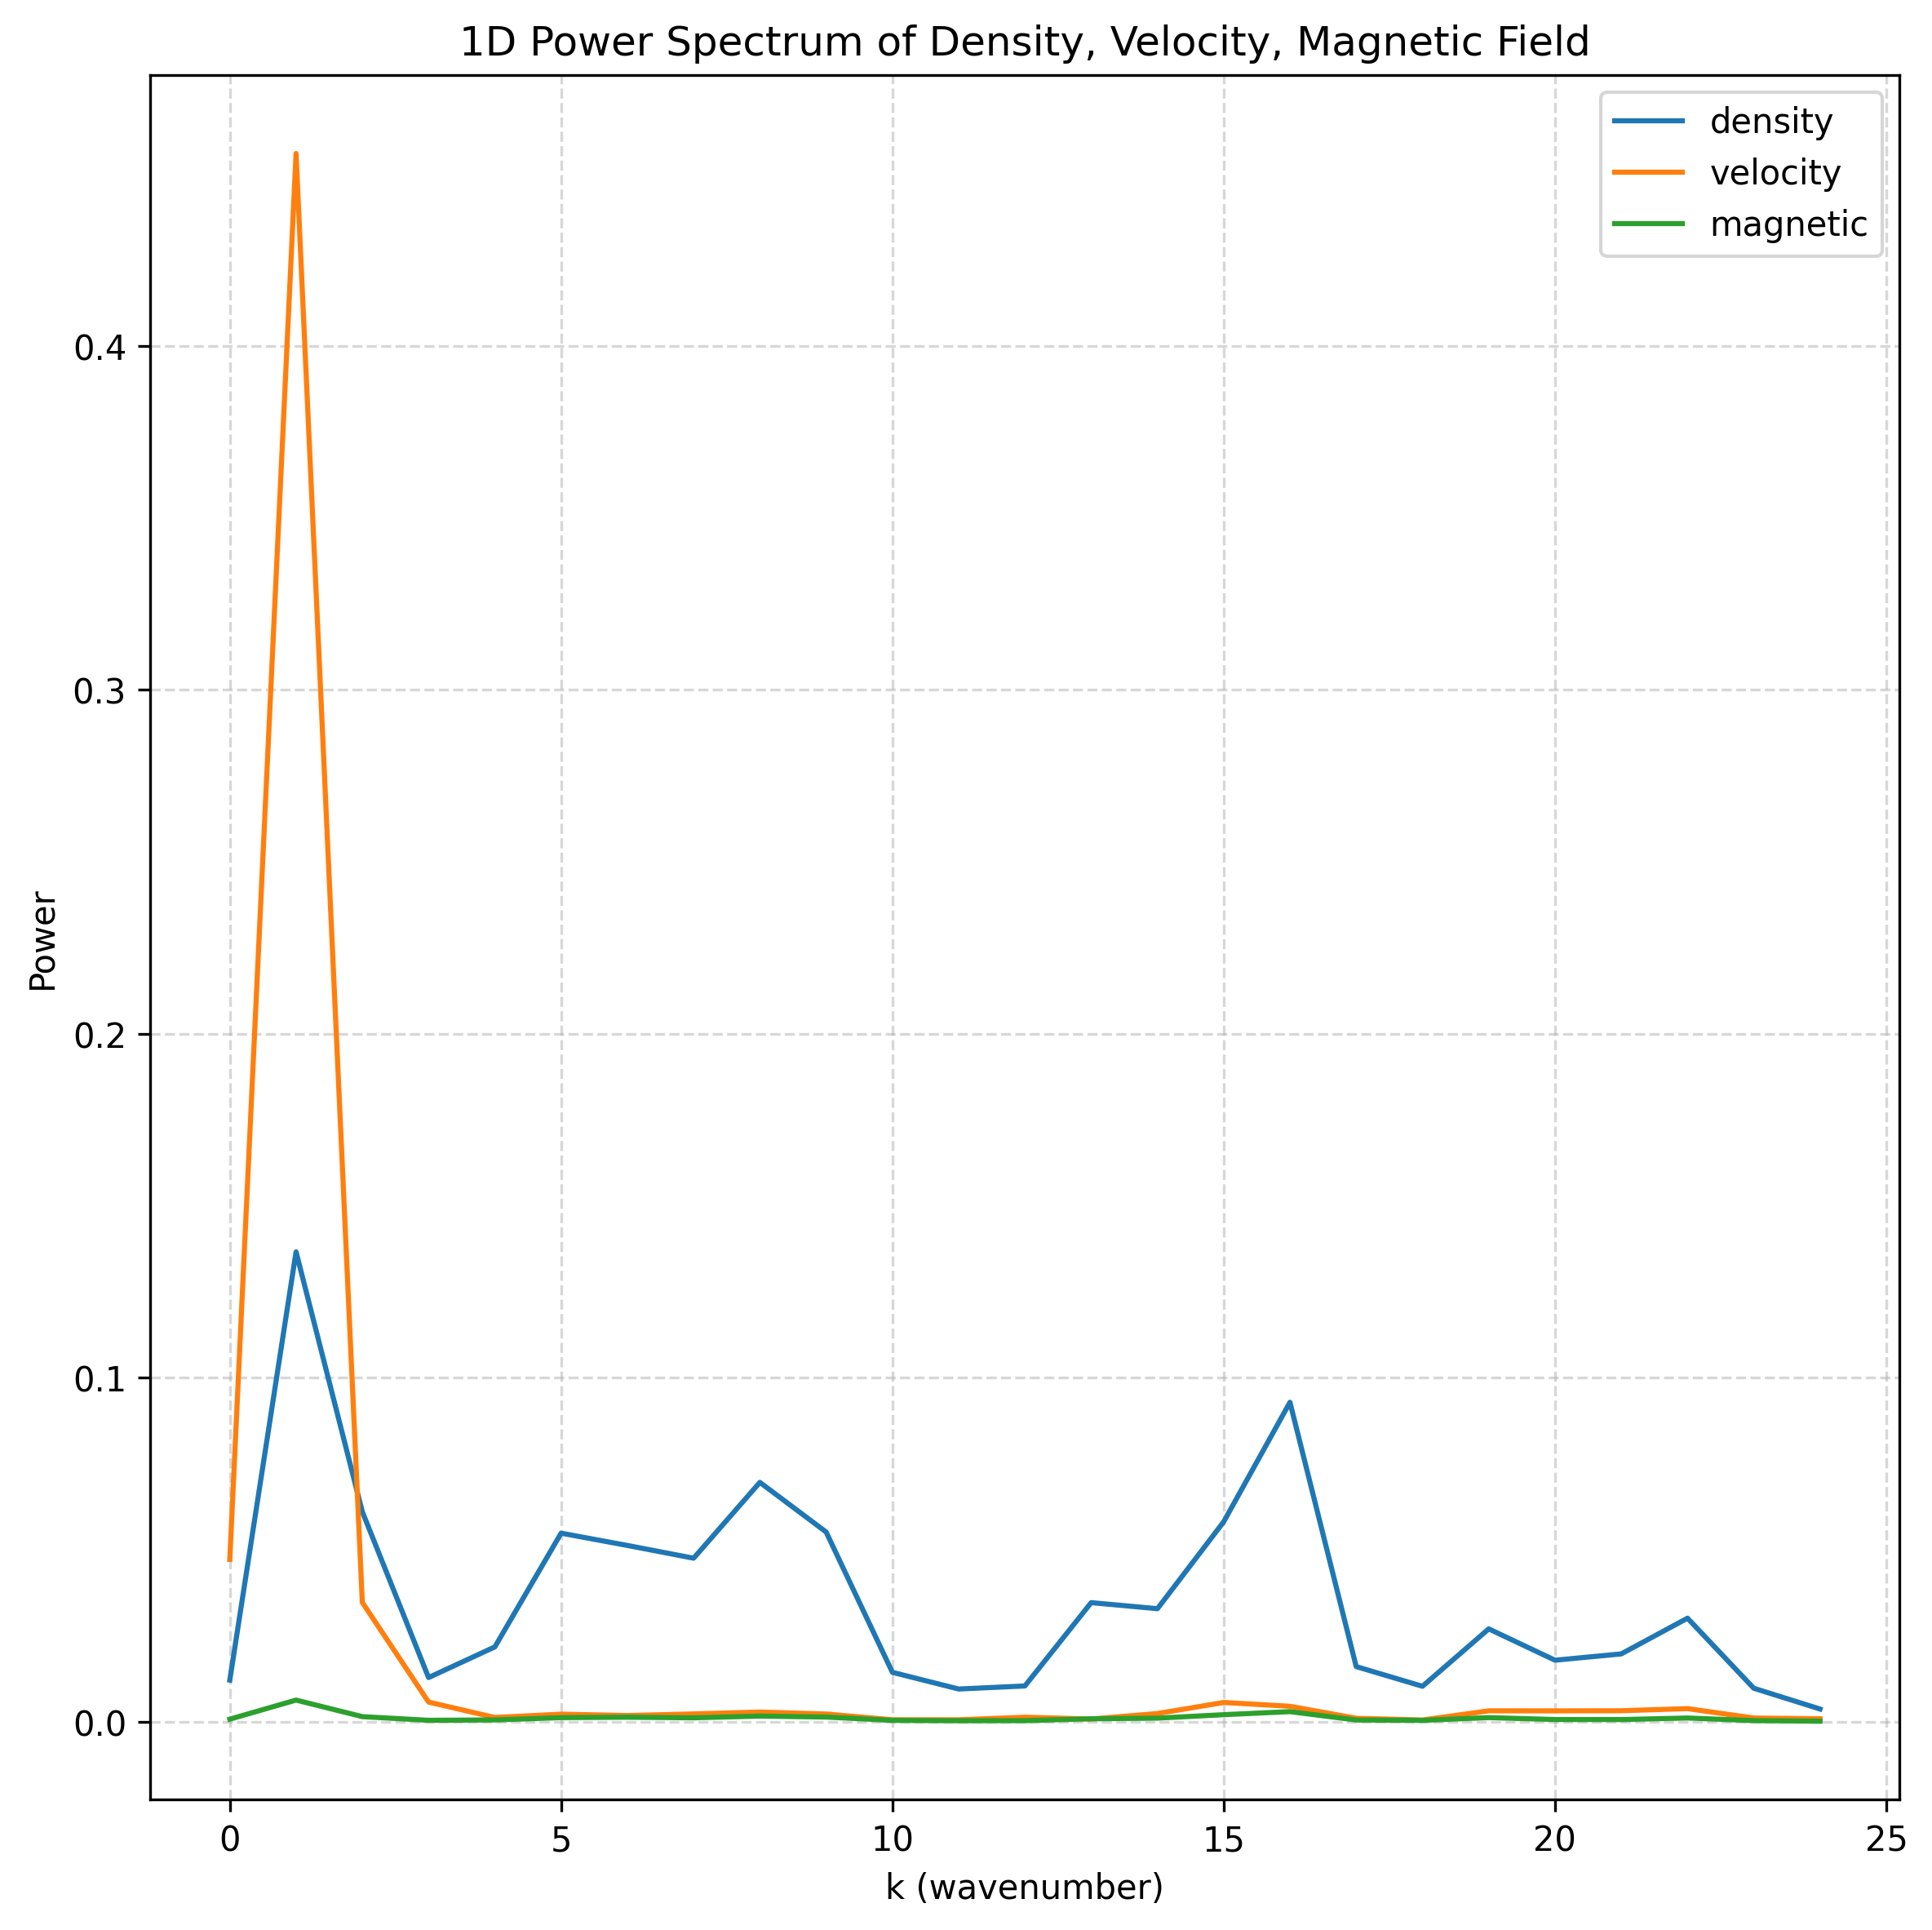 1D Power Spectrum of Density, Velocity, Magnetic Field
density
velocity
magnetic
Power
0.4
0.3
0.2
0.1
0.0
0 5 10 15 20 25
k (wavenumber)